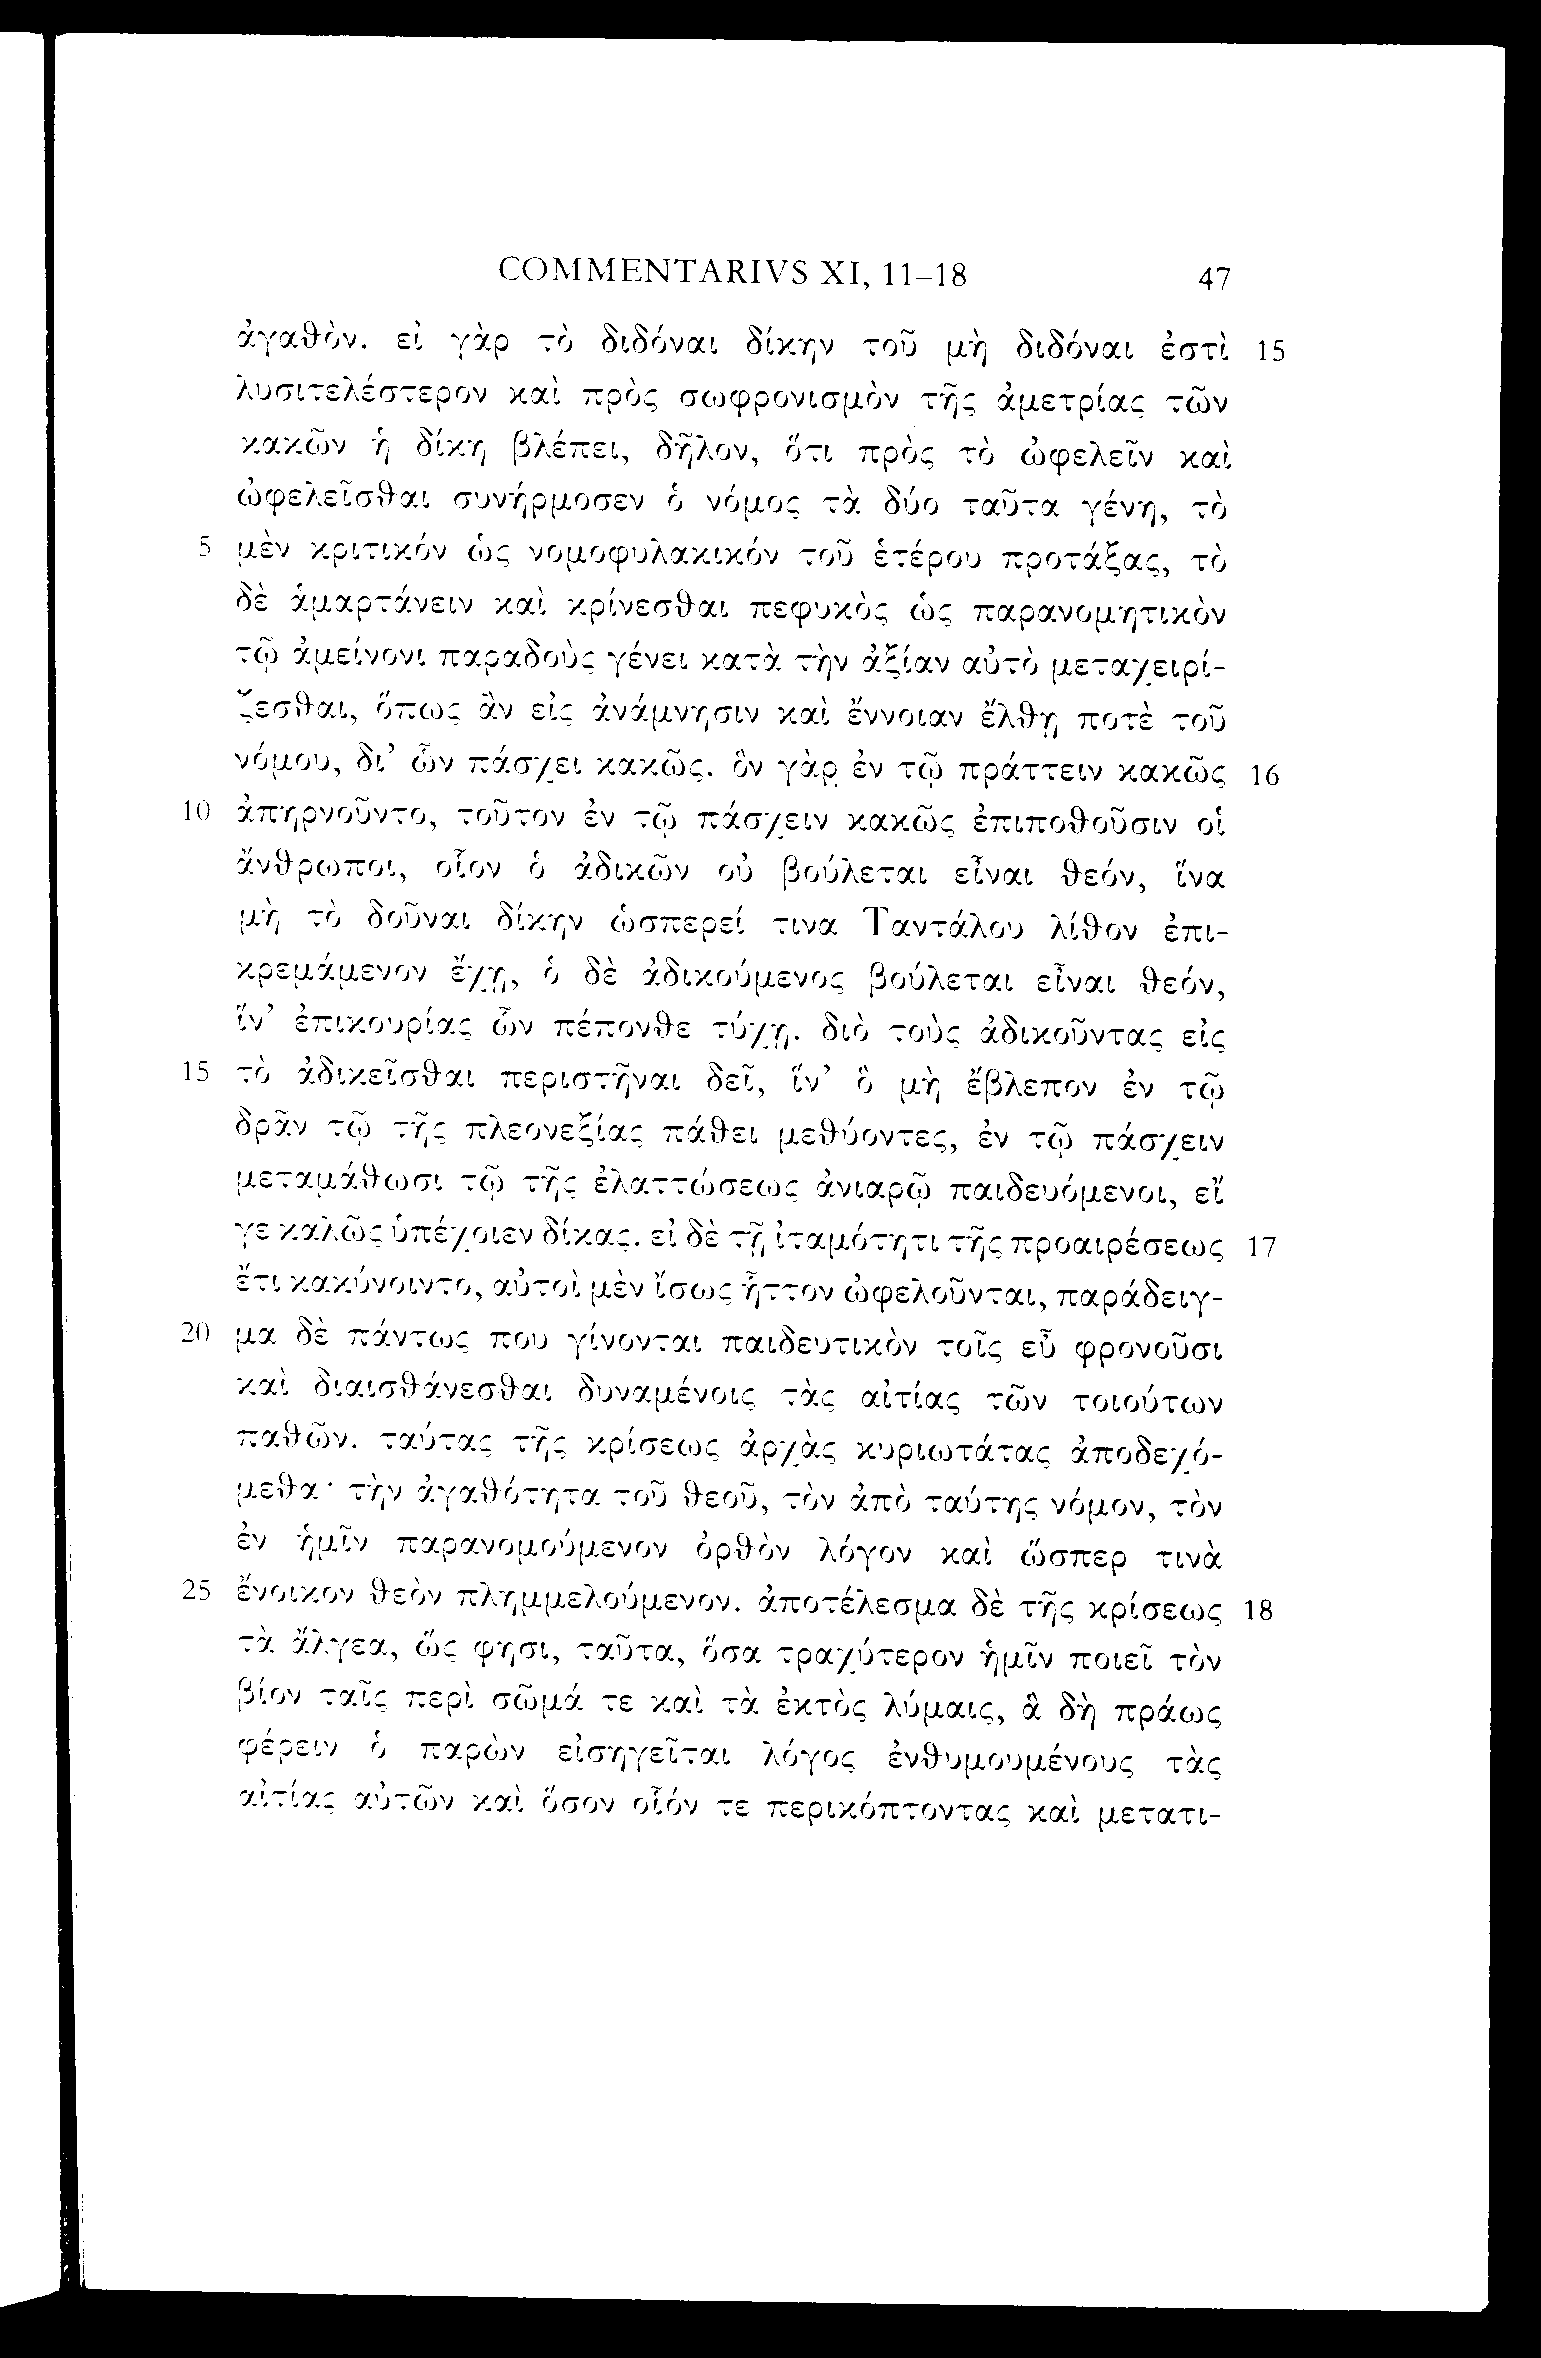 COMMENTARIVS XI, 11–18 47
ἀγαθὸν. εἰ γὰρ τὸ διδόναι δίκην τοῦ μὴ διδόναι ἐστὶ 15
λυσιτελέστερον καὶ πρὸς σωφρονισμὸν τῆς ἀμετρίας τῶν
κακῶν ἡ δίκη βλέπει, δῆλον, ὅτι πρὸς τὸ ὠφελεῖν καὶ
ὠφελεῖσθαι συνήρμοσεν ὁ νόμος τὰ δύο ταῦτα γένη, τὸ
5 μὲν κριτικόν ὡς νομοφυλακικόν τοῦ ἑτέρου προτάξας, τὸ
δὲ ἁμαρτάνειν καὶ κρίνεσθαι πεφυκὸς ὡς παρανομητικὸν
τῷ ἀμείνονι παραδοὺς γένει κατὰ τὴν ἀξίαν αὐτὸ μεταχειρί-
ζεσθαι, ὅπως ἂν εἰς ἀνάμνησιν καὶ ἔννοιαν ἔλθῃ ποτὲ τοῦ
νόμου, δι’ ὧν πάσχει κακῶς. ὃν γὰρ ἐν τῷ πράττειν κακῶς 16
10 ἀπηρνοῦντο, τοῦτον ἐν τῷ πάσχειν κακῶς ἐπιποθοῦσιν οἱ
ἄνθρωποι, οἷον ὁ ἀδικῶν οὐ βούλεται εἶναι θεόν, ἵνα
μὴ τὸ δοῦναι δίκην ὡσπερεί τινα Ταντάλου λίθον ἐπι-
κρεμάμενον ἔχῃ, ὁ δὲ ἀδικούμενος βούλεται εἶναι θεόν,
ἵν’ ἐπικουρίας ὧν πέπονθε τύχῃ. διὸ τοὺς ἀδικοῦντας εἰς
15 τὸ ἀδικεῖσθαι περιστῆναι δεῖ, ἵν’ ὃ μὴ ἔβλεπον ἐν τῷ
δρᾶν τῷ τῆς πλεονεξίας πάθει μεθύοντες, ἐν τῷ πάσχειν
μεταμάθωσι τῷ τῆς ἐλαττώσεως ἀνιαρῷ παιδευόμενοι, εἴ
γε καλῶς ὑπέχοιεν δίκας. εἰ δὲ τῇ ἰταμότητι τῆς προαιρέσεως 17
ἔτι κακύνοιντο, αὐτοὶ μὲν ἴσως ἧττον ὠφελοῦνται, παράδειγ-
20 μα δὲ πάντως που γίνονται παιδευτικὸν τοῖς εὖ φρονοῦσι
καὶ διαισθάνεσθαι δυναμένοις τὰς αἰτίας τῶν τοιούτων
παθῶν. ταύτας τῆς κρίσεως ἀρχὰς κυριωτάτας ἀποδεχό-
μεθα· τὴν ἀγαθότητα τοῦ θεοῦ, τὸν ἀπὸ ταύτης νόμον, τὸν
ἐν ἡμῖν παρανομούμενον ὀρθὸν λόγον καὶ ὥσπερ τινὰ
25 ἔνοικον θεὸν πλημμελούμενον. ἀποτέλεσμα δὲ τῆς κρίσεως 18
τὰ ἄλγεα, ὥς φησι, ταῦτα, ὅσα τραχύτερον ἡμῖν ποιεῖ τὸν
βίον ταῖς περὶ σῶμά τε καὶ τὰ ἐκτὸς λύμαις, ἃ δὴ πράως
φέρειν ὁ παρὼν εἰσηγεῖται λόγος ἐνθυμουμένους τὰς
αἰτίας αὐτῶν καὶ ὅσον οἷόν τε περικόπτοντας καὶ μετατι-